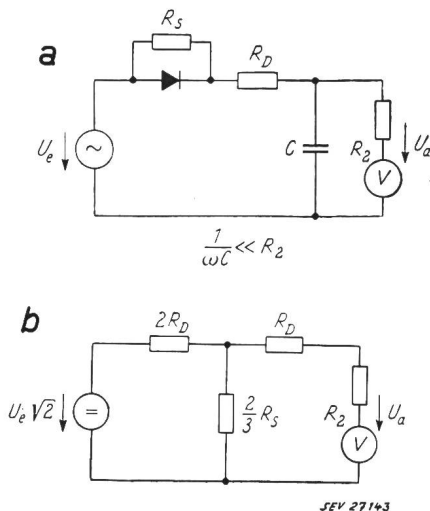 a
R_S
R_D
U_e
~
C
R_2
V
U_a
1/ωC << R_2
b
2R_D
R_D
U_e √2
=
2/3 R_S
R_2
V
U_a
SEV 27143